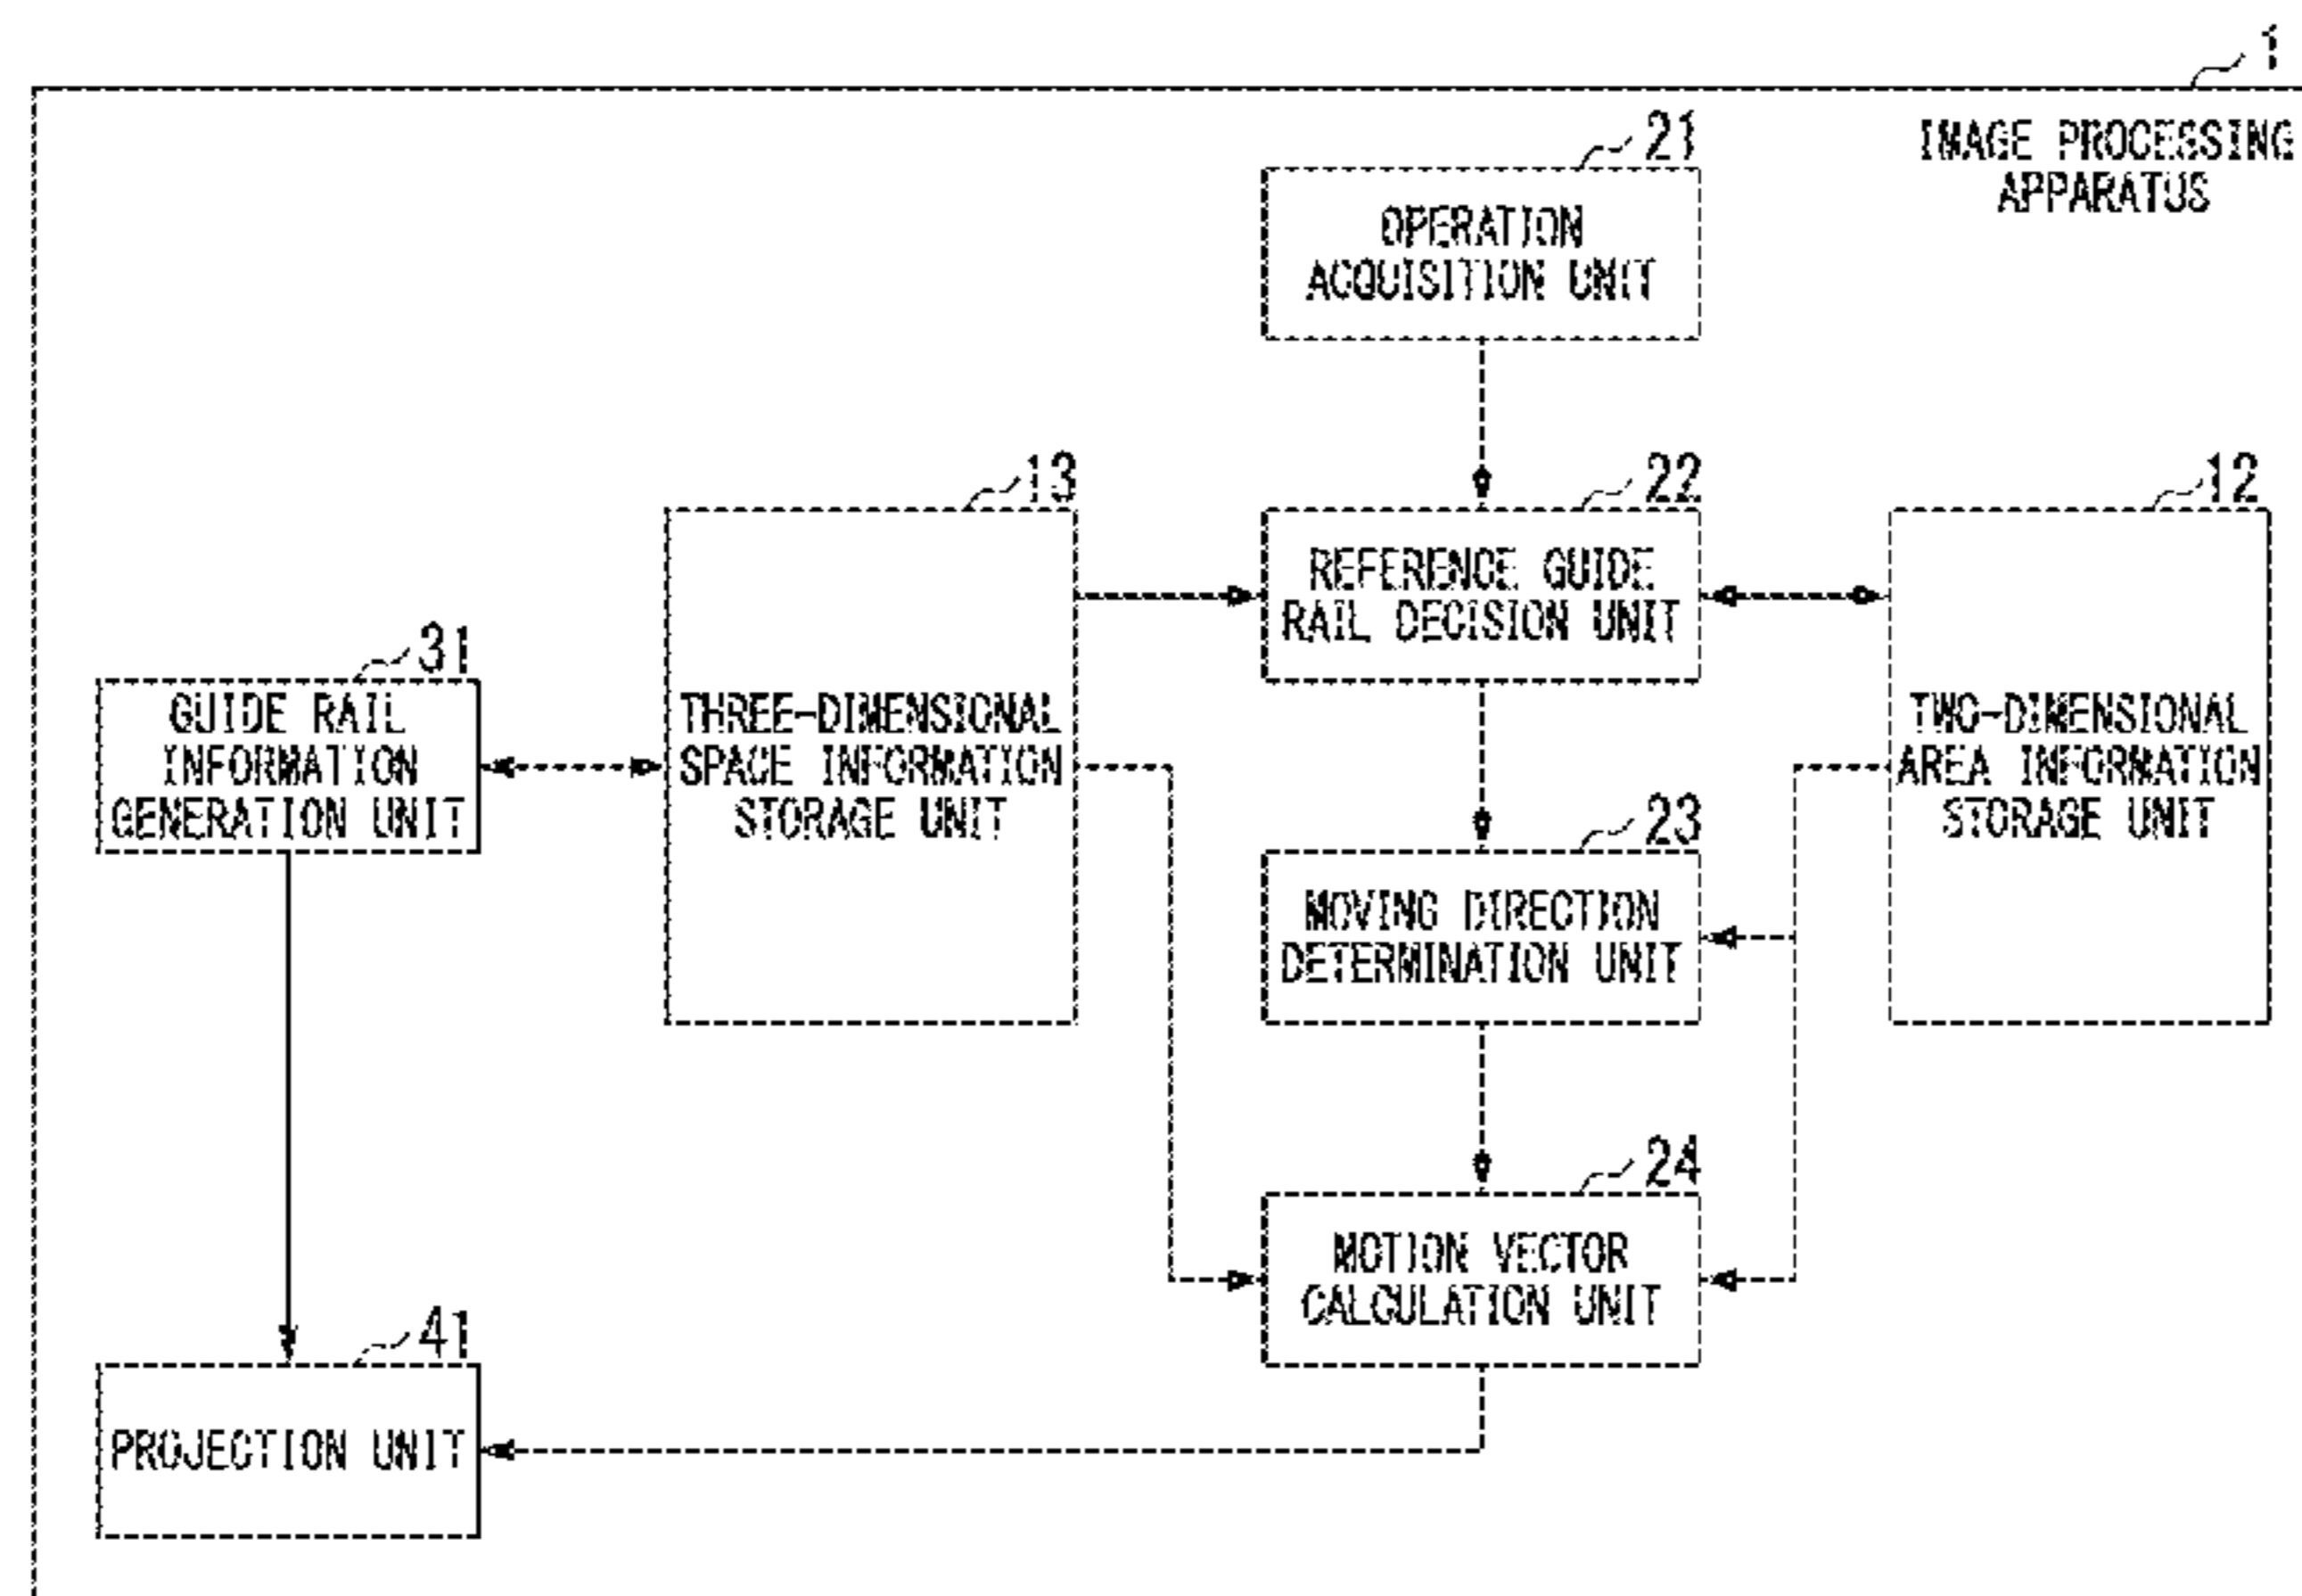 1
IMAGE PROCESSING
APPARATUS
21
OPERATION
ACQUISITION UNIT
13
22
12
REFERENCE GUIDE
RAIL DECISION UNIT
31
GUIDE RAIL
INFORMATION
GENERATION UNIT
THREE-DIMENSIONAL
SPACE INFORMATION
STORAGE UNIT
TWO-DIMENSIONAL
AREA INFORMATION
STORAGE UNIT
23
MOVING DIRECTION
DETERMINATION UNIT
24
MOTION VECTOR
CALCULATION UNIT
41
PROJECTION UNIT